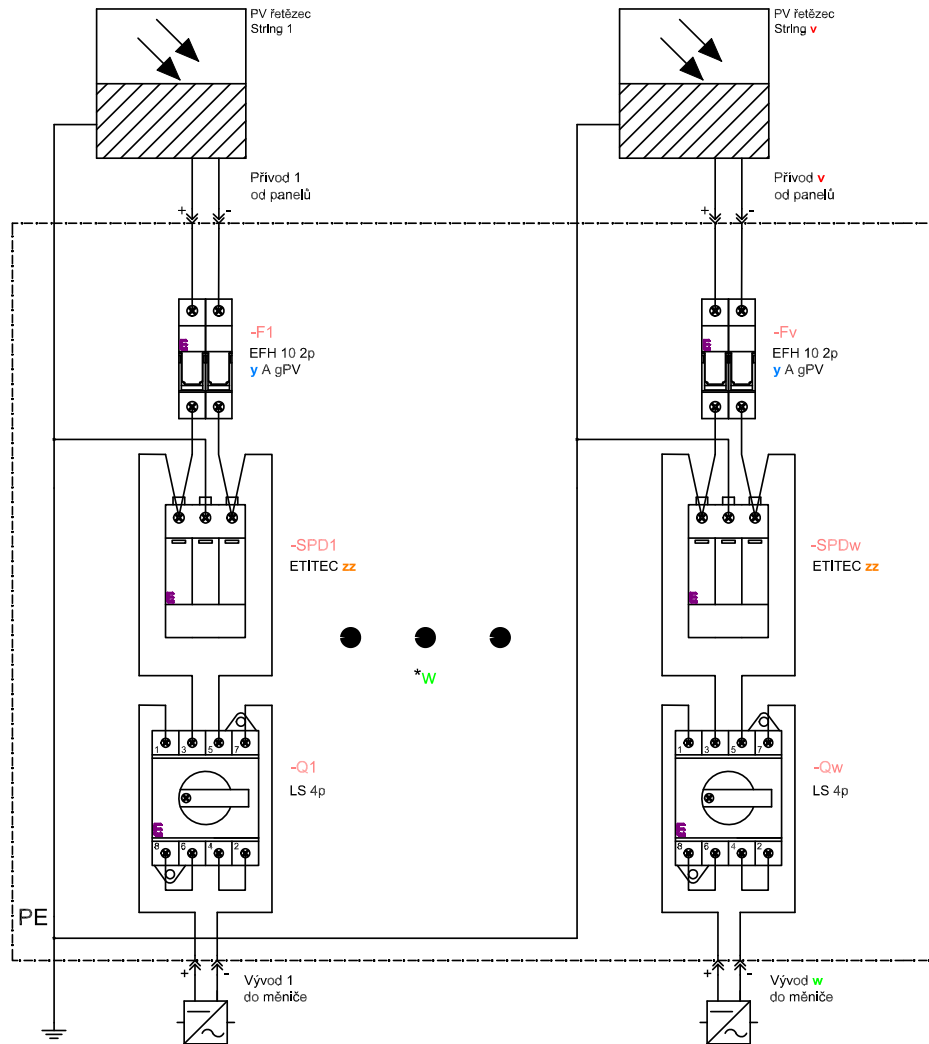 PV řetězec
String 1
PV řetězec
String v
Přívod 1
od panelů
Přívod v
od panelů
+ -
+ -
-F1
EFH 10 2p
y A gPV
-Fv
EFH 10 2p
y A gPV
-SPD1
ETITEC zz
-SPDw
ETITEC zz
*w
1 3 5 7
1 3 5 7
-Q1
LS 4p
-Qw
LS 4p
8 6 4 2
8 6 4 2
PE
+ -
+ -
Vývod 1
do měniče
Vývod w
do měniče